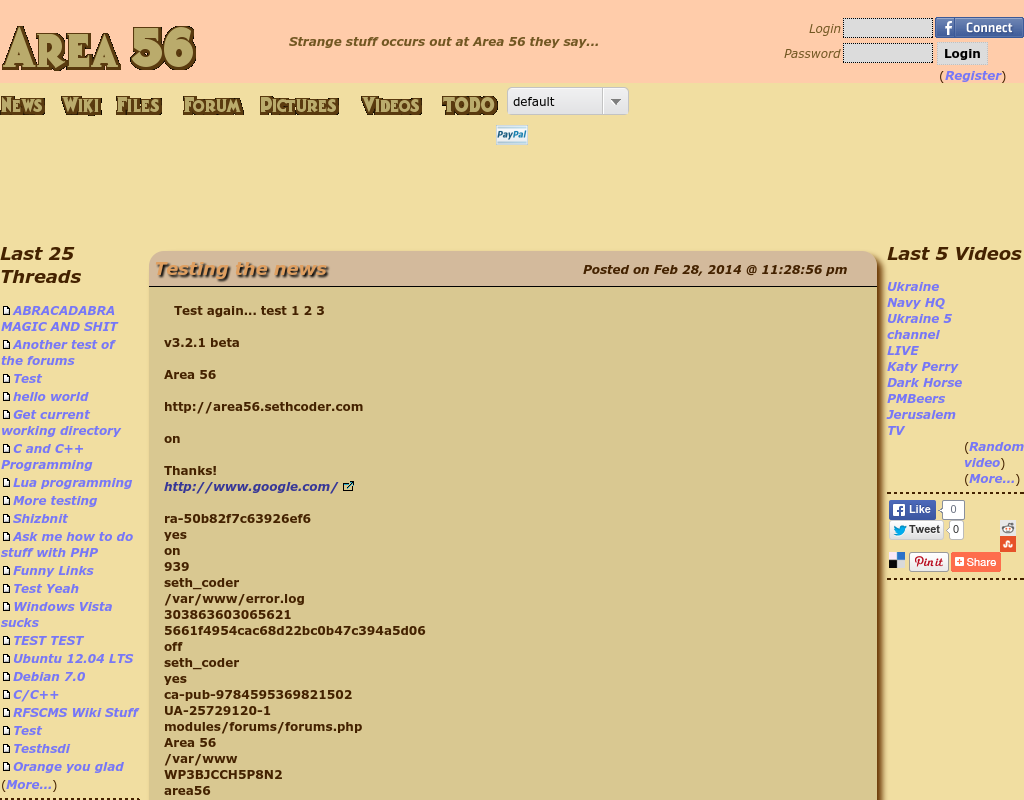 Area 56
Strange stuff occurs out at Area 56 they say...
Login
Connect
Password
Login
(Register)
News Wiki Files Forum Pictures Videos TODO default
PayPal
Last 25
Threads
ABRACADABRA
MAGIC AND SHIT
Another test of
the forums
Test
hello world
Get current
working directory
C and C++
Programming
Lua programming
More testing
Shizbnit
Ask me how to do
stuff with PHP
Funny Links
Test Yeah
Windows Vista
sucks
TEST TEST
Ubuntu 12.04 LTS
Debian 7.0
C/C++
RFSCMS Wiki Stuff
Test
Testhsdi
Orange you glad
(More...)
Testing the news
Posted on Feb 28, 2014 @ 11:28:56 pm
Test again... test 1 2 3
v3.2.1 beta
Area 56
http://area56.sethcoder.com
on
Thanks!
http://www.google.com/
ra-50b82f7c63926ef6
yes
on
939
seth_coder
/var/www/error.log
303863603065621
5661f4954cac68d22bc0b47c394a5d06
off
seth_coder
yes
ca-pub-9784595369821502
UA-25729120-1
modules/forums/forums.php
Area 56
/var/www
WP3BJCCH5P8N2
area56
Last 5 Videos
Ukraine
Navy HQ
Ukraine 5
channel
LIVE
Katy Perry
Dark Horse
PMBeers
Jerusalem
TV
(Random
video)
(More...)
Like 0
Tweet 0
Pin it Share